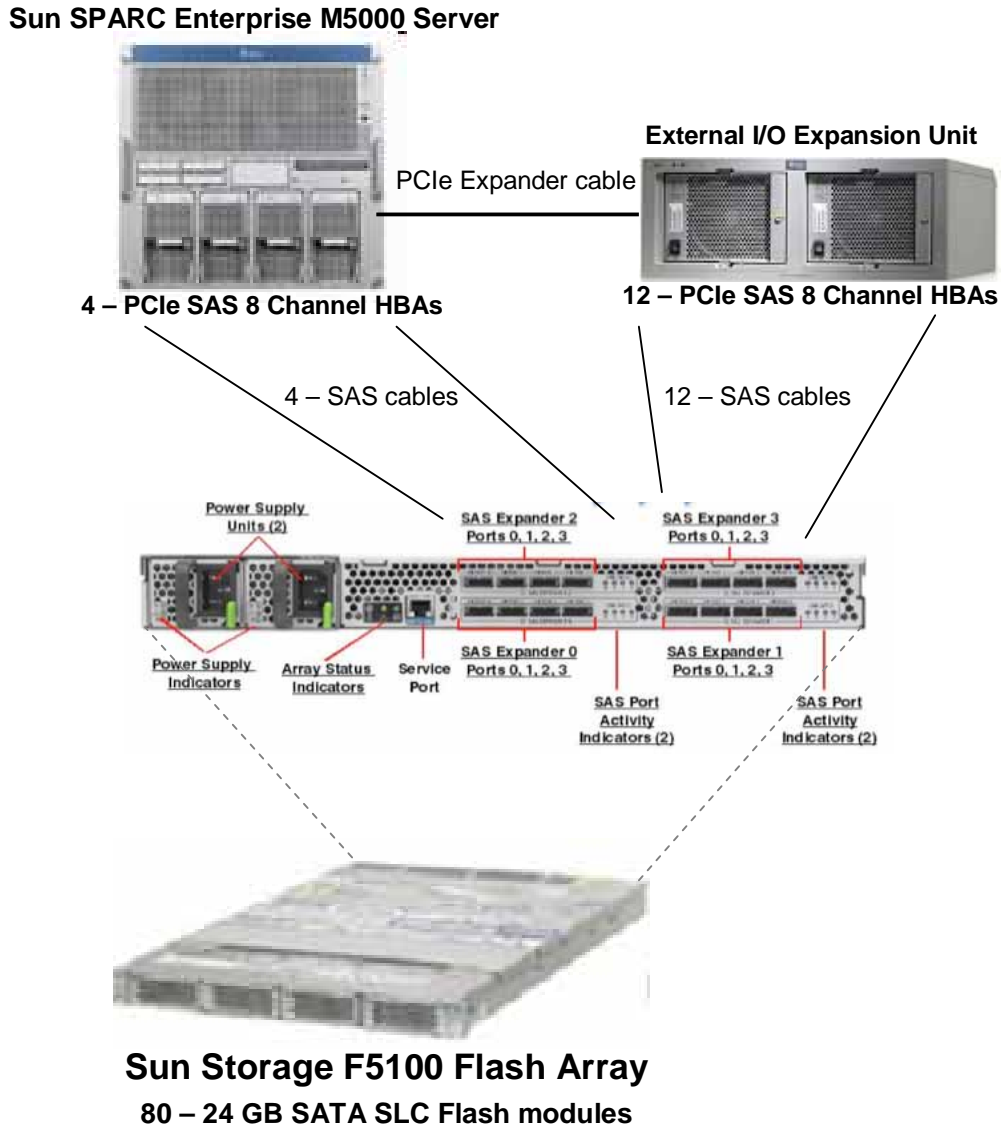 Sun SPARC Enterprise M5000 Server
External I/O Expansion Unit
PCIe Expander cable
4 – PCIe SAS 8 Channel HBAs
12 – PCIe SAS 8 Channel HBAs
4 – SAS cables
12 – SAS cables
Power Supply
Units (2)
SAS Expander 2
Ports 0, 1, 2, 3
SAS Expander 3
Ports 0, 1, 2, 3
Power Supply
Indicators
Array Status
Indicators
Service
Port
SAS Expander 0
Ports 0, 1, 2, 3
SAS Expander 1
Ports 0, 1, 2, 3
SAS Port
Activity
Indicators (2)
SAS Port
Activity
Indicators (2)
Sun Storage F5100 Flash Array
80 – 24 GB SATA SLC Flash modules